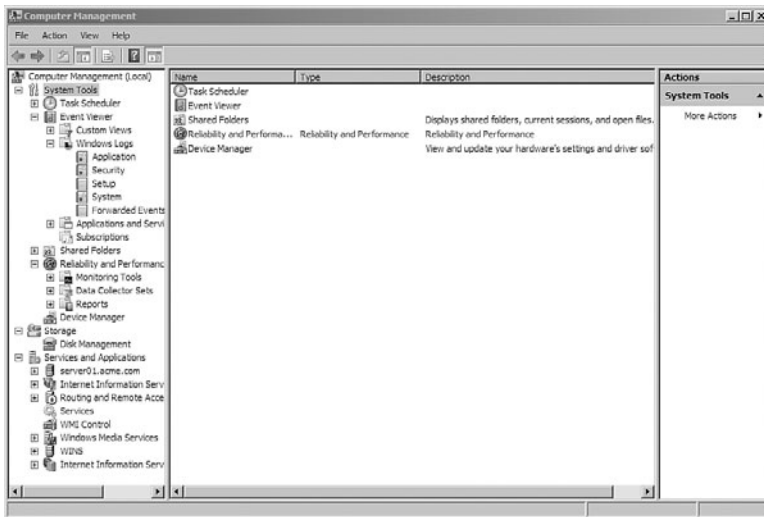 Computer Management
File Action View Help
Computer Management (Local)
System Tools
Task Scheduler
Event Viewer
Custom Views
Windows Logs
Application
Security
Setup
System
Forwarded Events
Applications and Servi
Subscriptions
Shared Folders
Reliability and Performanc
Monitoring Tools
Data Collector Sets
Reports
Device Manager
Storage
Disk Management
Services and Applications
server01.acme.com
Internet Information Serv
Routing and Remote Acce
Services
WMI Control
Windows Media Services
WINS
Internet Information Serv
Name Type Description
Task Scheduler
Event Viewer
Shared Folders Displays shared folders, current sessions, and open files.
Reliability and Performa... Reliability and Performance Reliability and Performance
Device Manager View and update your hardware's settings and driver sof
Actions
System Tools
More Actions